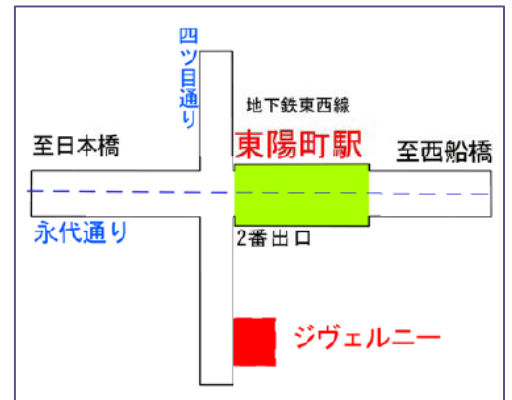 四ツ目通り
地下鉄東西線
東陽町駅
至日本橋
至西船橋
永代通り
2番出口
ジヴェルニー